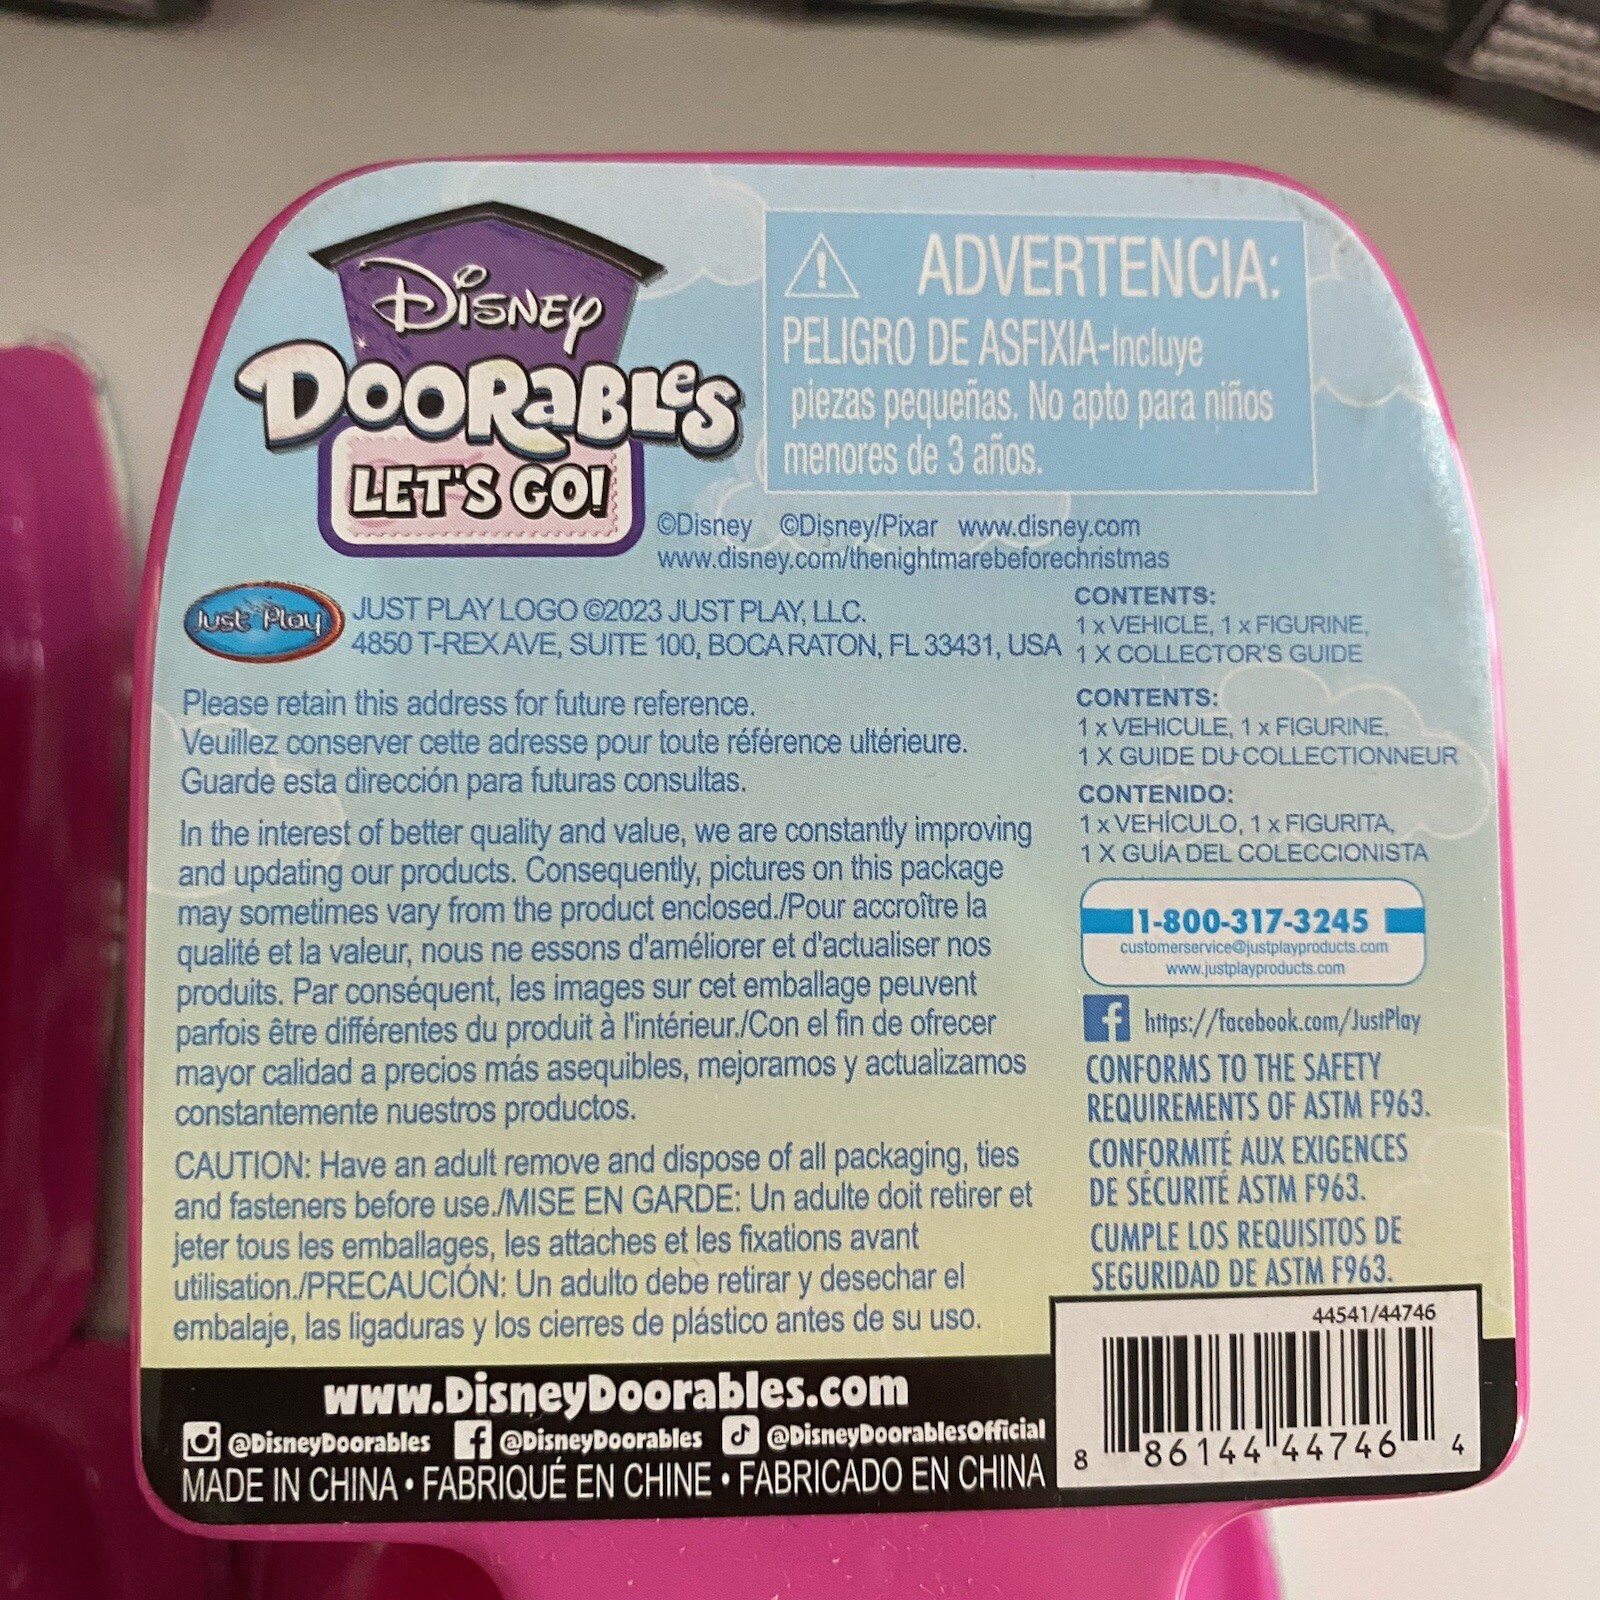 Disney
DOORABLES
LET'S GO!
ADVERTENCIA:
PELIGRO DE ASFIXIA-Incluye
piezas pequeñas. No apto para niños
menores de 3 años.
©Disney ©Disney/Pixar www.disney.com
www.disney.com/thenightmarebeforechristmas
Just Play
JUST PLAY LOGO ©2023 JUST PLAY, LLC.
4850 T-REX AVE, SUITE 100, BOCA RATON, FL 33431, USA
Please retain this address for future reference.
Veuillez conserver cette adresse pour toute référence ultérieure.
Guarde esta dirección para futuras consultas.
In the interest of better quality and value, we are constantly improving
and updating our products. Consequently, pictures on this package
may sometimes vary from the product enclosed./Pour accroître la
qualité et la valeur, nous ne essons d'améliorer et d'actualiser nos
produits. Par conséquent, les images sur cet emballage peuvent
parfois être différentes du produit à l'intérieur./Con el fin de ofrecer
mayor calidad a precios más asequibles, mejoramos y actualizamos
constantemente nuestros productos.
CAUTION: Have an adult remove and dispose of all packaging, ties
and fasteners before use./MISE EN GARDE: Un adulte doit retirer et
jeter tous les emballages, les attaches et les fixations avant
utilisation./PRECAUCIÓN: Un adulto debe retirar y desechar el
embalaje, las ligaduras y los cierres de plástico antes de su uso.
CONTENTS:
1 x VEHICLE, 1 x FIGURINE,
1 X COLLECTOR'S GUIDE
CONTENTS:
1 x VEHICULE, 1 x FIGURINE,
1 X GUIDE DU COLLECTIONNEUR
CONTENIDO:
1 x VEHÍCULO, 1 x FIGURITA,
1 X GUÍA DEL COLECCIONISTA
1-800-317-3245
customerservice@justplayproducts.com
www.justplayproducts.com
f https://facebook.com/JustPlay
CONFORMS TO THE SAFETY
REQUIREMENTS OF ASTM F963.
CONFORMITÉ AUX EXIGENCES
DE SÉCURITÉ ASTM F963.
CUMPLE LOS REQUISITOS DE
SEGURIDAD DE ASTM F963.
44541/44746
8 86144 44746 4
www.DisneyDoorables.com
@DisneyDoorables f @DisneyDoorables @DisneyDoorablesOfficial
MADE IN CHINA • FABRIQUÉ EN CHINE • FABRICADO EN CHINA